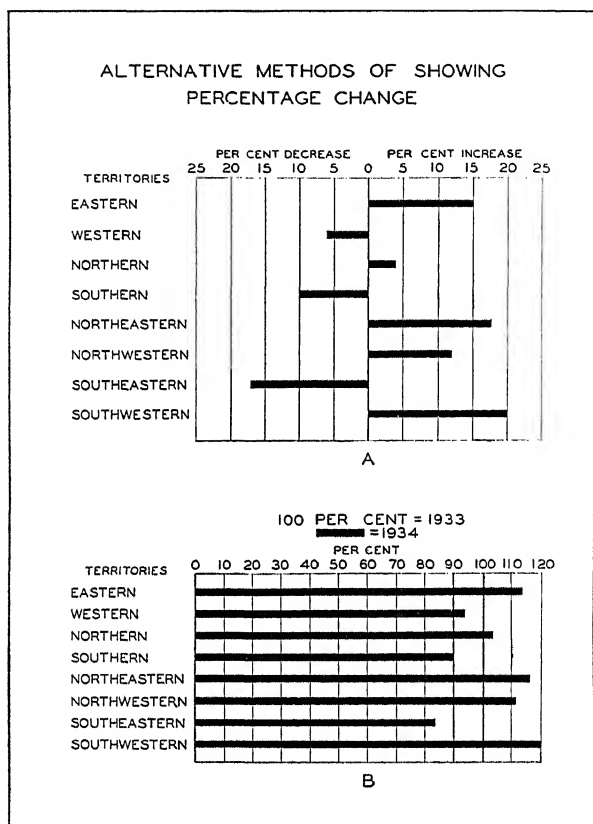 ALTERNATIVE METHODS OF SHOWING
PERCENTAGE CHANGE
PER CENT DECREASE PER CENT INCREASE
25 20 15 10 5 0 5 10 15 20 25
TERRITORIES
EASTERN
WESTERN
NORTHERN
SOUTHERN
NORTHEASTERN
NORTHWESTERN
SOUTHEASTERN
SOUTHWESTERN
A
100 PER CENT = 1933
= 1934
PER CENT
0 10 20 30 40 50 60 70 80 90 100 110 120
TERRITORIES
EASTERN
WESTERN
NORTHERN
SOUTHERN
NORTHEASTERN
NORTHWESTERN
SOUTHEASTERN
SOUTHWESTERN
B